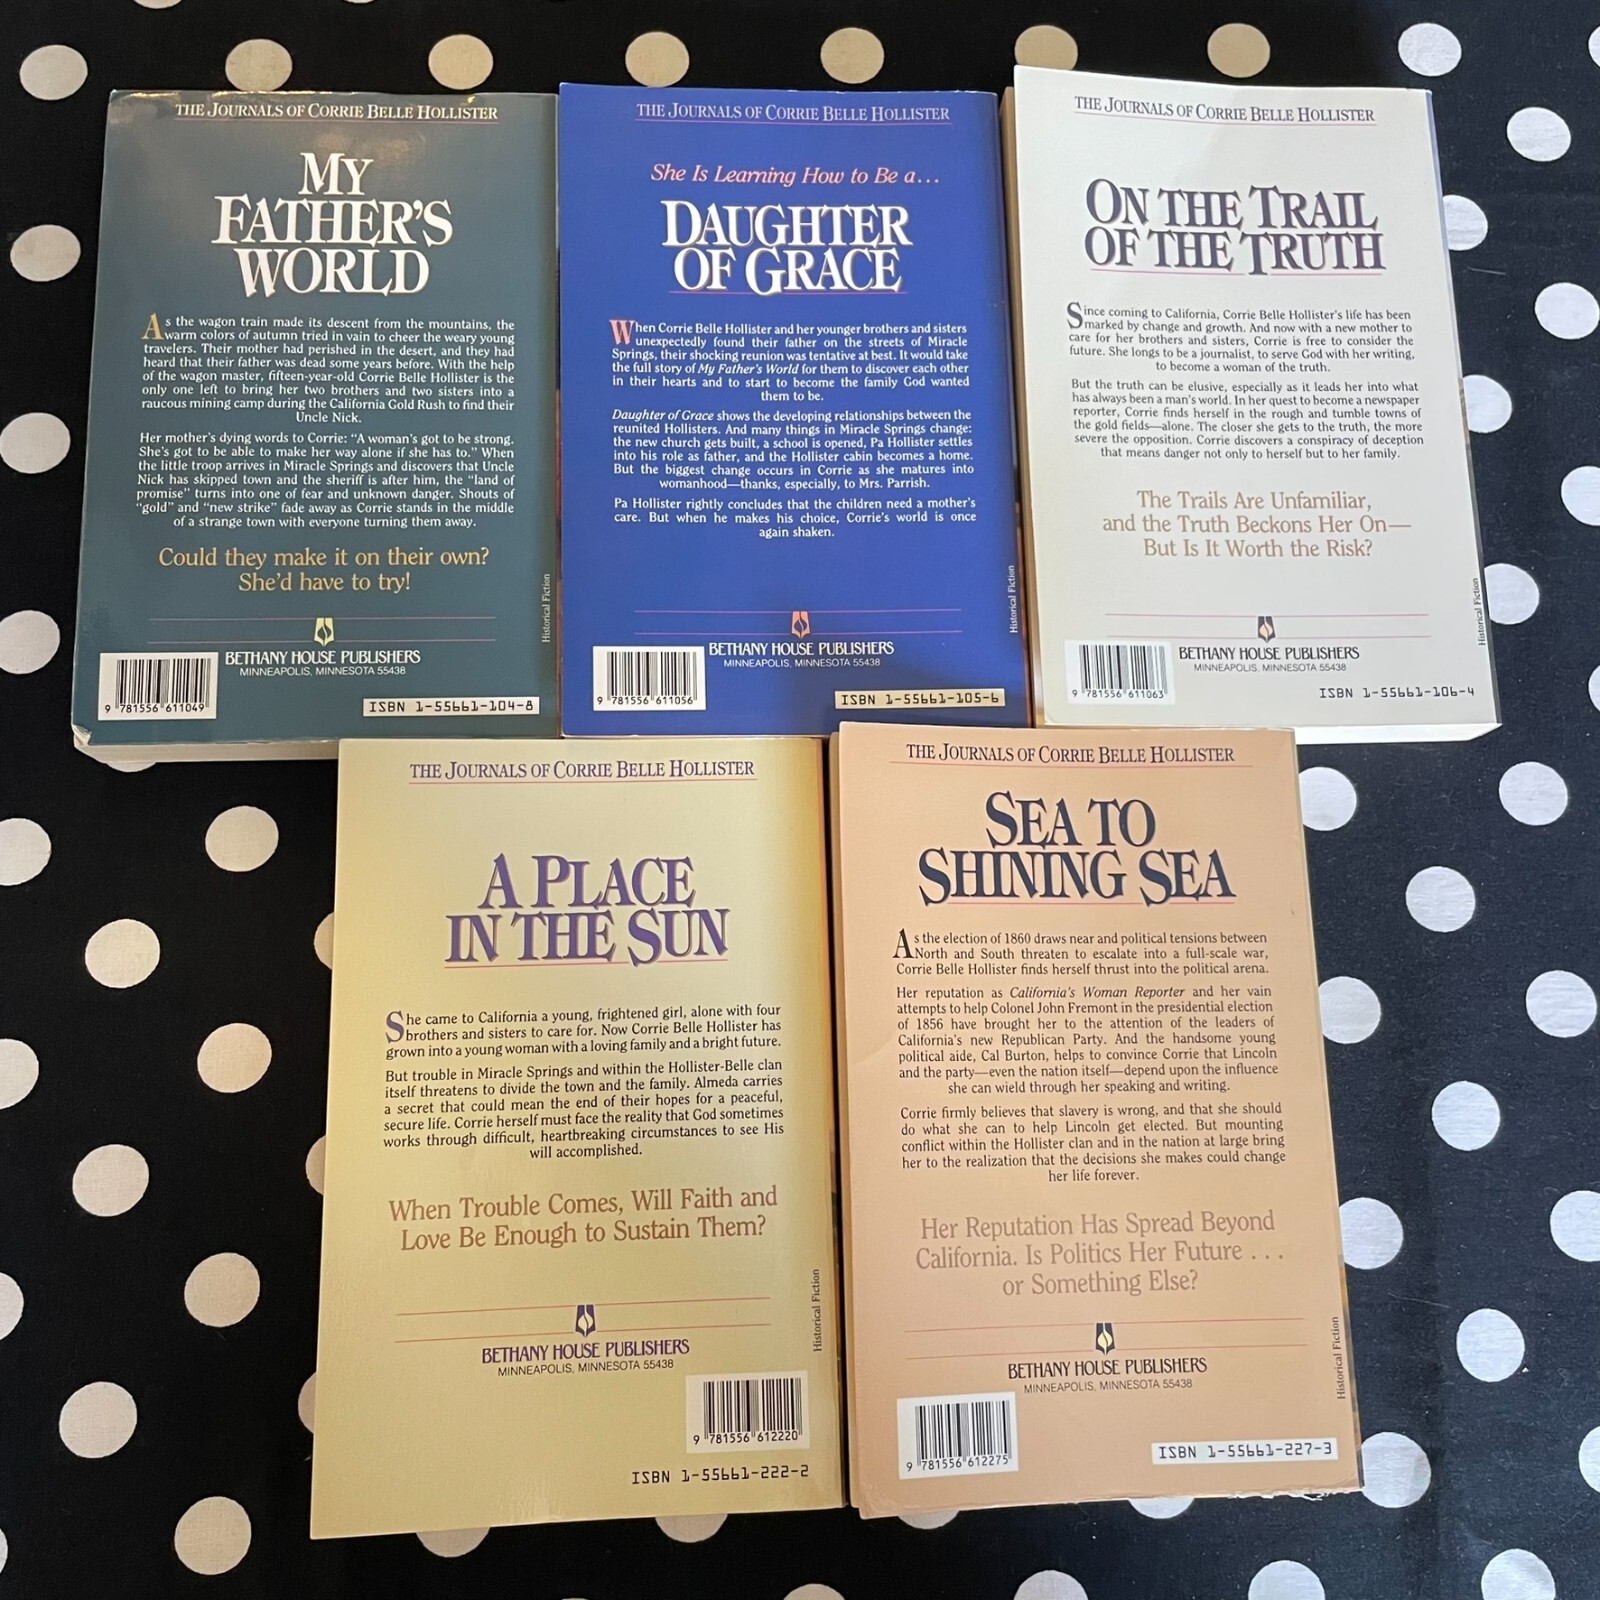 THE JOURNALS OF CORRIE BELLE HOLLISTER
MY
FATHER'S
WORLD
As the wagon train made its descent from the mountains, the
warm colors of autumn tried in vain to cheer the weary young
travelers. Their mother had perished in the desert, and they had
heard that their father was dead some years before. With the help
of the wagon master, fifteen-year-old Corrie Belle Hollister is the
only one left to bring her two brothers and two sisters into a
raucous mining camp during the California Gold Rush to find their
Uncle Nick.
Her mother's dying words to Corrie: "A woman's got to be strong.
She's got to be able to make her way alone if she has to." When
the little troop arrives in Miracle Springs and discovers that Uncle
Nick has skipped town and the sheriff is after him, the "land of
promise" turns into one of fear and unknown danger. Shouts of
"gold" and "new strike" fade away as Corrie stands in the middle
of a strange town with everyone turning them away.
Could they make it on their own?
She'd have to try!
Historical Fiction
BETHANY HOUSE PUBLISHERS
MINNEAPOLIS, MINNESOTA 55438
9 781556 611049
ISBN 1-55661-104-8
THE JOURNALS OF CORRIE BELLE HOLLISTER
She Is Learning How to Be a...
DAUGHTER
OF GRACE
When Corrie Belle Hollister and her younger brothers and sisters
unexpectedly found their father on the streets of Miracle
Springs, their shocking reunion was tentative at best. It would take
the full story of My Father's World for them to discover each other
in their hearts and to start to become the family God wanted
them to be.
Daughter of Grace shows the developing relationships between the
reunited Hollisters. And many things in Miracle Springs change:
the new church gets built, a school is opened, Pa Hollister settles
into his role as father, and the Hollister cabin becomes a home.
But the biggest change occurs in Corrie as she matures into
womanhood—thanks, especially, to Mrs. Parrish.
Pa Hollister rightly concludes that the children need a mother's
care. But when he makes his choice, Corrie's world is once
again shaken.
Historical Fiction
BETHANY HOUSE PUBLISHERS
MINNEAPOLIS, MINNESOTA 55438
9 781556 611056
ISBN 1-55661-105-6
THE JOURNALS OF CORRIE BELLE HOLLISTER
ON THE TRAIL
OF THE TRUTH
Since coming to California, Corrie Belle Hollister's life has been
marked by change and growth. And now with a new mother to
care for her brothers and sisters, Corrie is free to consider the
future. She longs to be a journalist, to serve God with her writing,
to become a woman of the truth.
But the truth can be elusive, especially as it leads her into what
has always been a man's world. In her quest to become a newspaper
reporter, Corrie finds herself in the rough and tumble towns of
the gold fields—alone. The closer she gets to the truth, the more
severe the opposition. Corrie discovers a conspiracy of deception
that means danger not only to herself but to her family.
The Trails Are Unfamiliar,
and the Truth Beckons Her On—
But Is It Worth the Risk?
Historical Fiction
BETHANY HOUSE PUBLISHERS
MINNEAPOLIS, MINNESOTA 55438
9 781556 611063
ISBN 1-55661-106-4
THE JOURNALS OF CORRIE BELLE HOLLISTER
A PLACE
IN THE SUN
She came to California a young, frightened girl, alone with four
brothers and sisters to care for. Now Corrie Belle Hollister has
grown into a young woman with a loving family and a bright future.
But trouble in Miracle Springs and within the Hollister-Belle clan
itself threatens to divide the town and the family. Almeda carries
a secret that could mean the end of their hopes for a peaceful,
secure life. Corrie herself must face the reality that God sometimes
works through difficult, heartbreaking circumstances to see His
will accomplished.
When Trouble Comes, Will Faith and
Love Be Enough to Sustain Them?
Historical Fiction
BETHANY HOUSE PUBLISHERS
MINNEAPOLIS, MINNESOTA 55438
9 781556 612220
ISBN 1-55661-222-2
THE JOURNALS OF CORRIE BELLE HOLLISTER
SEA TO
SHINING SEA
As the election of 1860 draws near and political tensions between
North and South threaten to escalate into a full-scale war,
Corrie Belle Hollister finds herself thrust into the political arena.
Her reputation as California's Woman Reporter and her vain
attempts to help Colonel John Fremont in the presidential election
of 1856 have brought her to the attention of the leaders of
California's new Republican Party. And the handsome young
political aide, Cal Burton, helps to convince Corrie that Lincoln
and the party—even the nation itself—depend upon the influence
she can wield through her speaking and writing.
Corrie firmly believes that slavery is wrong, and that she should
do what she can to help Lincoln get elected. But mounting
conflict within the Hollister clan and in the nation at large bring
her to the realization that the decisions she makes could change
her life forever.
Her Reputation Has Spread Beyond
California. Is Politics Her Future . . .
or Something Else?
Historical Fiction
BETHANY HOUSE PUBLISHERS
MINNEAPOLIS, MINNESOTA 55438
9 781556 612275
ISBN 1-55661-227-3